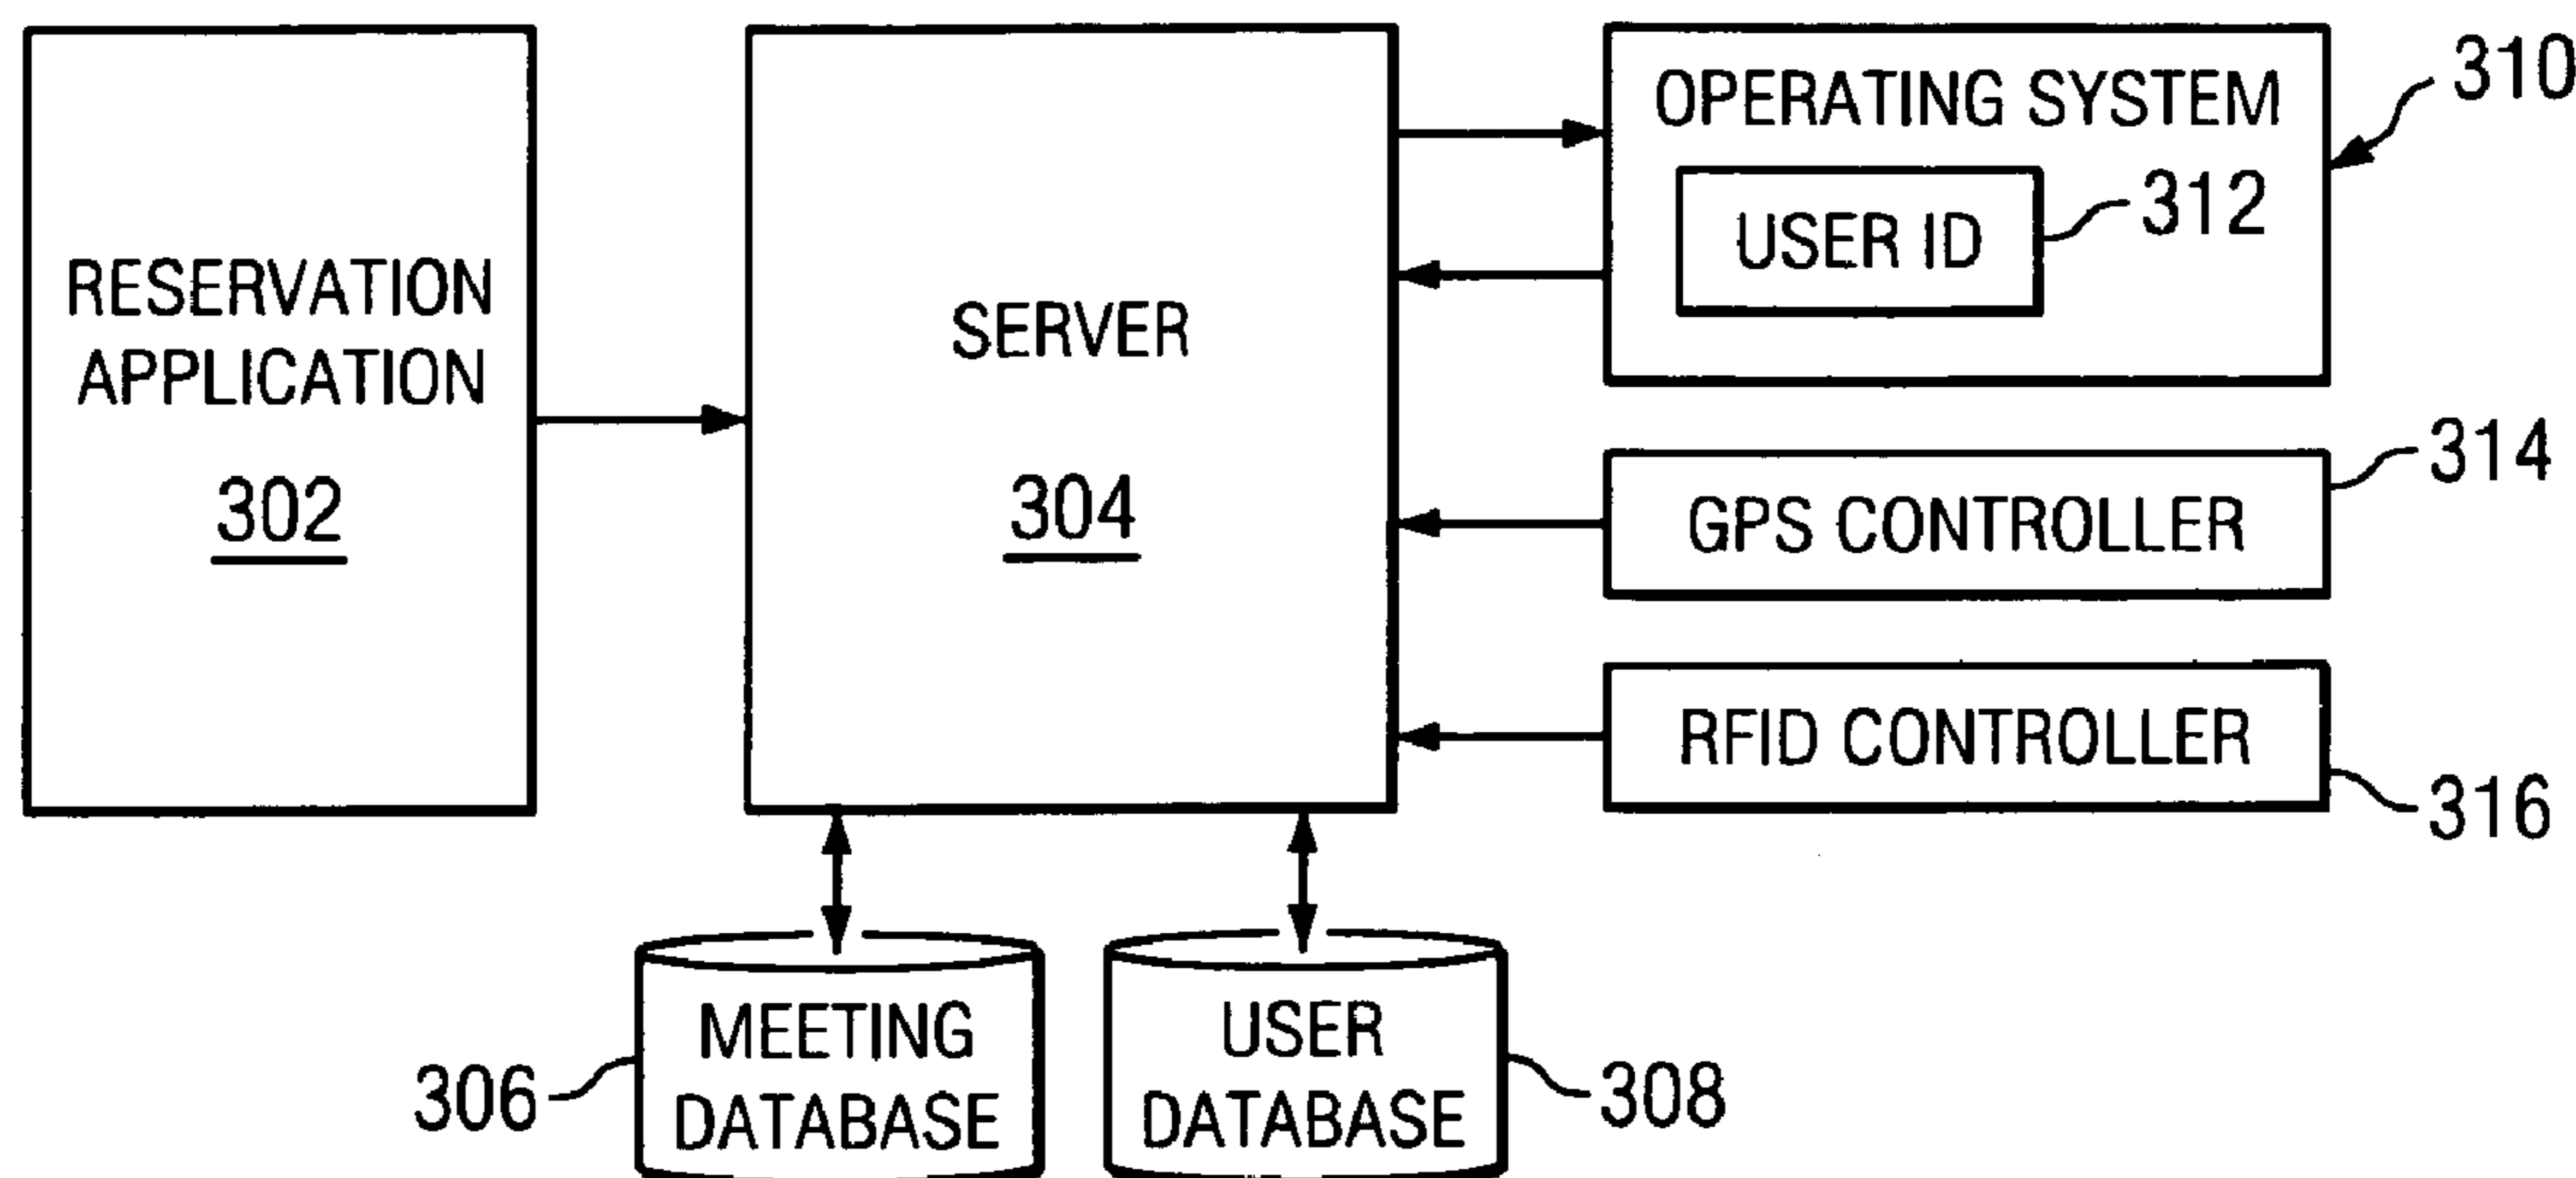 RESERVATION
APPLICATION
302
SERVER
304
OPERATING SYSTEM
310
USER ID
312
GPS CONTROLLER
314
RFID CONTROLLER
316
MEETING
DATABASE
306
USER
DATABASE
308